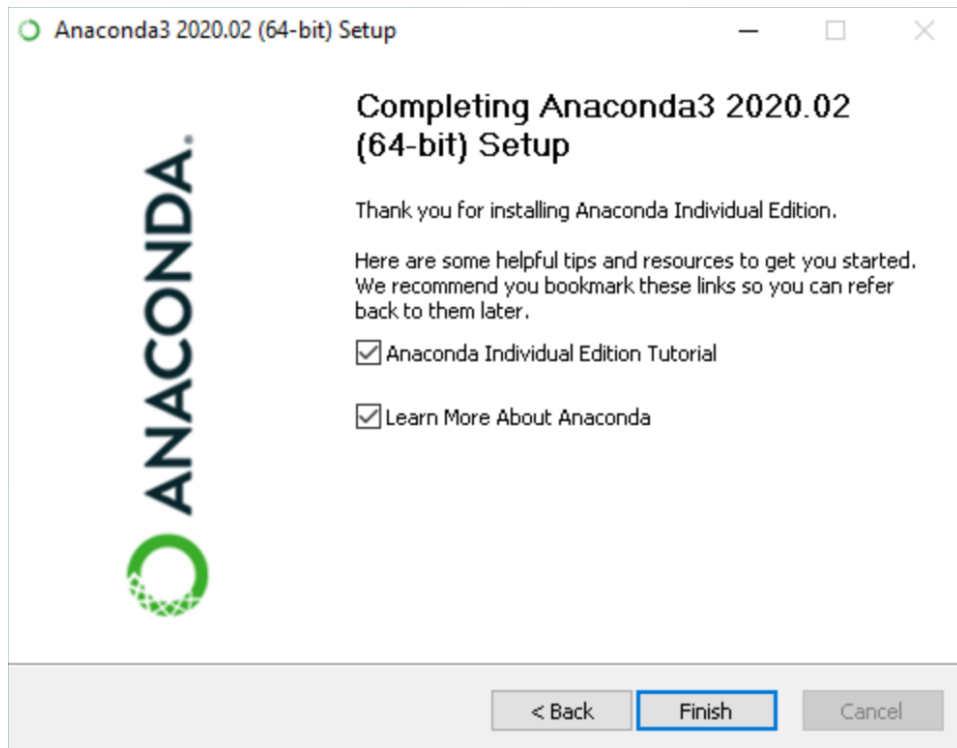 Anaconda3 2020.02 (64-bit) Setup
Completing Anaconda3 2020.02
(64-bit) Setup
Thank you for installing Anaconda Individual Edition.
Here are some helpful tips and resources to get you started.
We recommend you bookmark these links so you can refer
back to them later.
Anaconda Individual Edition Tutorial
Learn More About Anaconda
ANACONDA.
< Back
Finish
Cancel